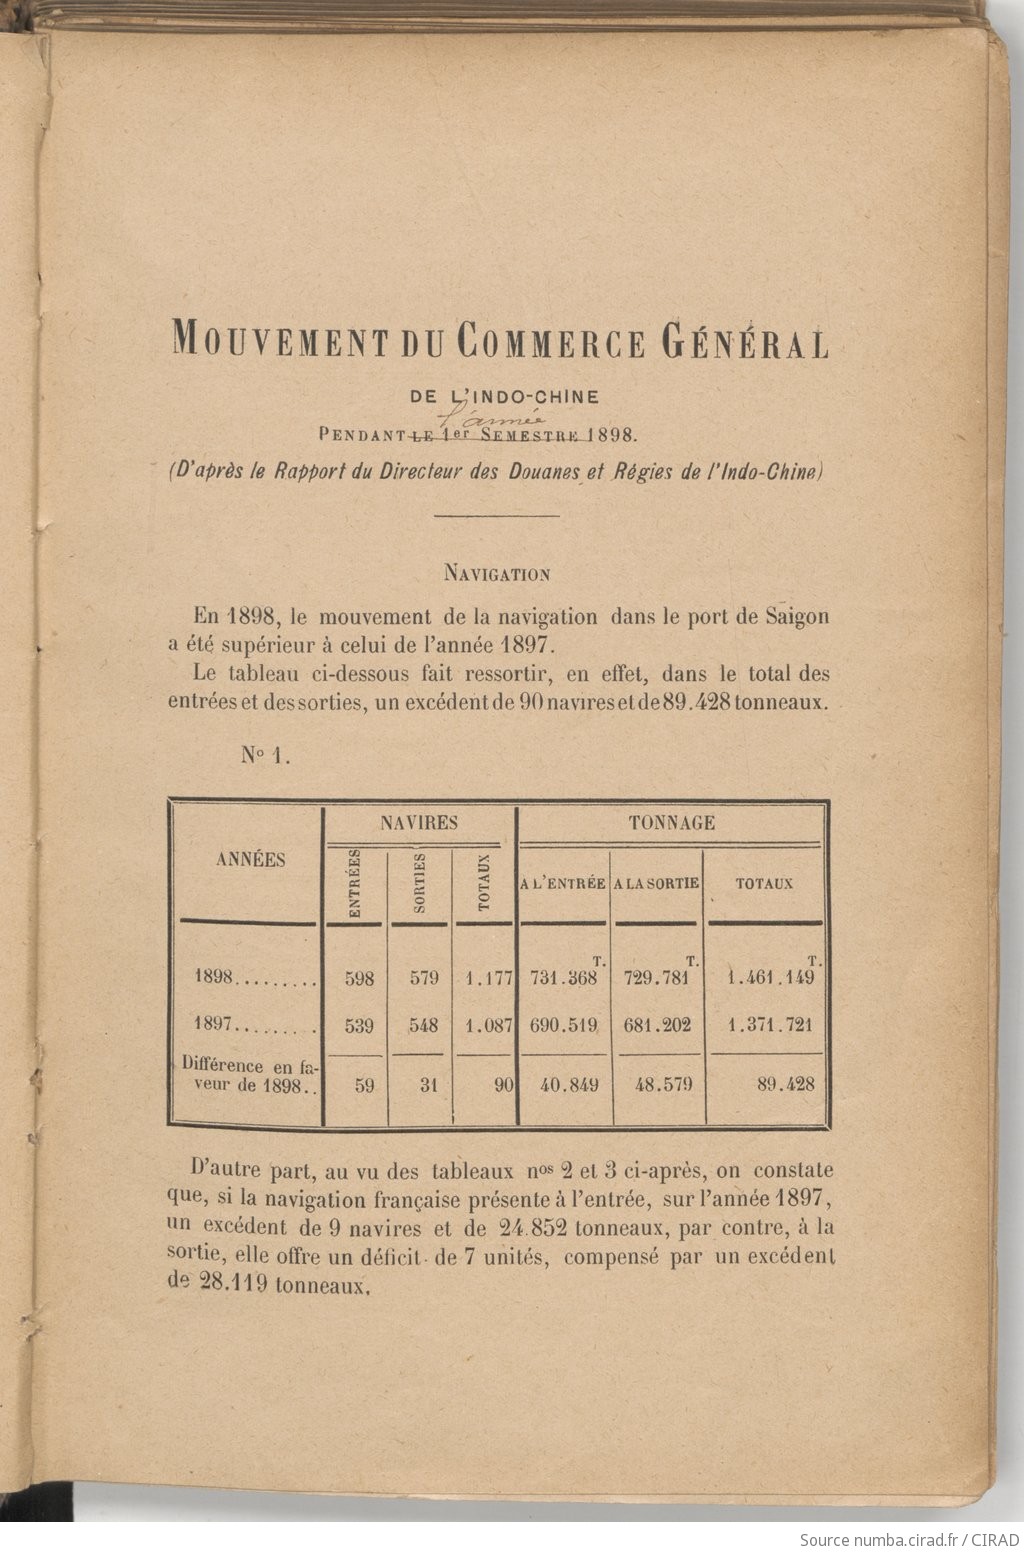 MOUVEMENT DU COMMERCE GÉNÉRAL
DE L'INDO-CHINE
l'année
PENDANT LE 1er SEMESTRE 1898.
(D'après le Rapport du Directeur des Douanes et Régies de l'Indo-Chine)
NAVIGATION
En 1898, le mouvement de la navigation dans le port de Saïgon
a été supérieur à celui de l'année 1897.
Le tableau ci-dessous fait ressortir, en effet, dans le total des
entrées et des sorties, un excédent de 90 navires et de 89.428 tonneaux.
No 1.
ANNÉES NAVIRES TONNAGE
ENTRÉES SORTIES TOTAUX A L'ENTRÉE A LA SORTIE TOTAUX
T. T. T.
1898......... 598 579 1.177 731.368 729.781 1.461.149
1897......... 539 548 1.087 690.519 681.202 1.371.721
Différence en fa-
veur de 1898.. 59 31 90 40.849 48.579 89.428
D'autre part, au vu des tableaux nos 2 et 3 ci-après, on constate
que, si la navigation française présente à l'entrée, sur l'année 1897,
un excédent de 9 navires et de 24.852 tonneaux, par contre, à la
sortie, elle offre un déficit de 7 unités, compensé par un excédent
de 28.119 tonneaux.
Source numba.cirad.fr / CIRAD